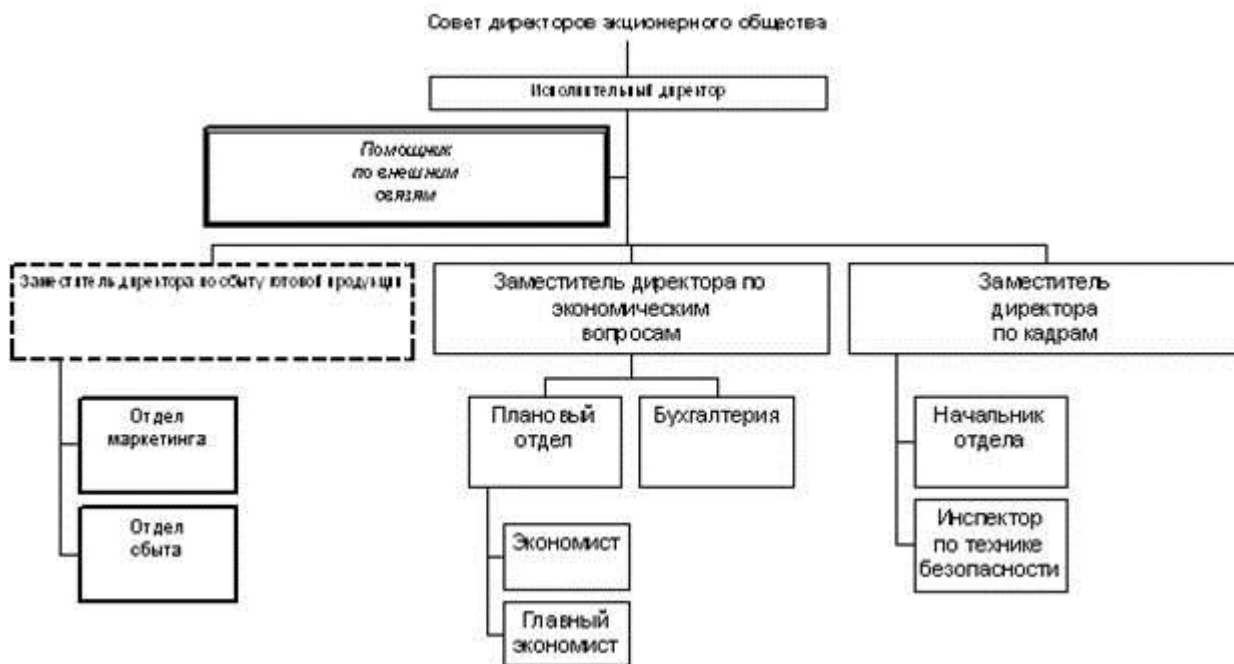 Совет директоров акционерного общества
Исполнительный директор
Помощник
по внешним
связям
Заместитель директора по сбыту готовой продукции
Заместитель директора по
экономическим
вопросам
Заместитель
директора
по кадрам
Отдел
маркетинга
Отдел
сбыта
Плановый
отдел
Бухгалтерия
Экономист
Главный
экономист
Начальник
отдела
Инспектор
по технике
безопасности